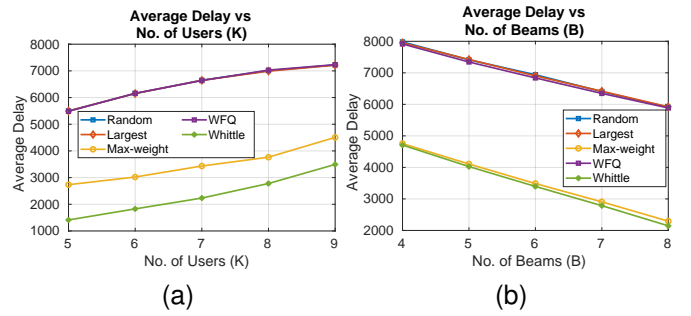 Average Delay vs
No. of Users (K)
8000
7000
6000
5000
4000
3000
2000
1000
Average Delay
Random
Largest
Max-weight
WFQ
Whittle
5
6
7
8
9
No. of Users (K)
(a)
Average Delay vs
No. of Beams (B)
8000
7000
6000
5000
4000
3000
2000
Average Delay
Random
Largest
Max-weight
WFQ
Whittle
4
5
6
7
8
No. of Beams (B)
(b)